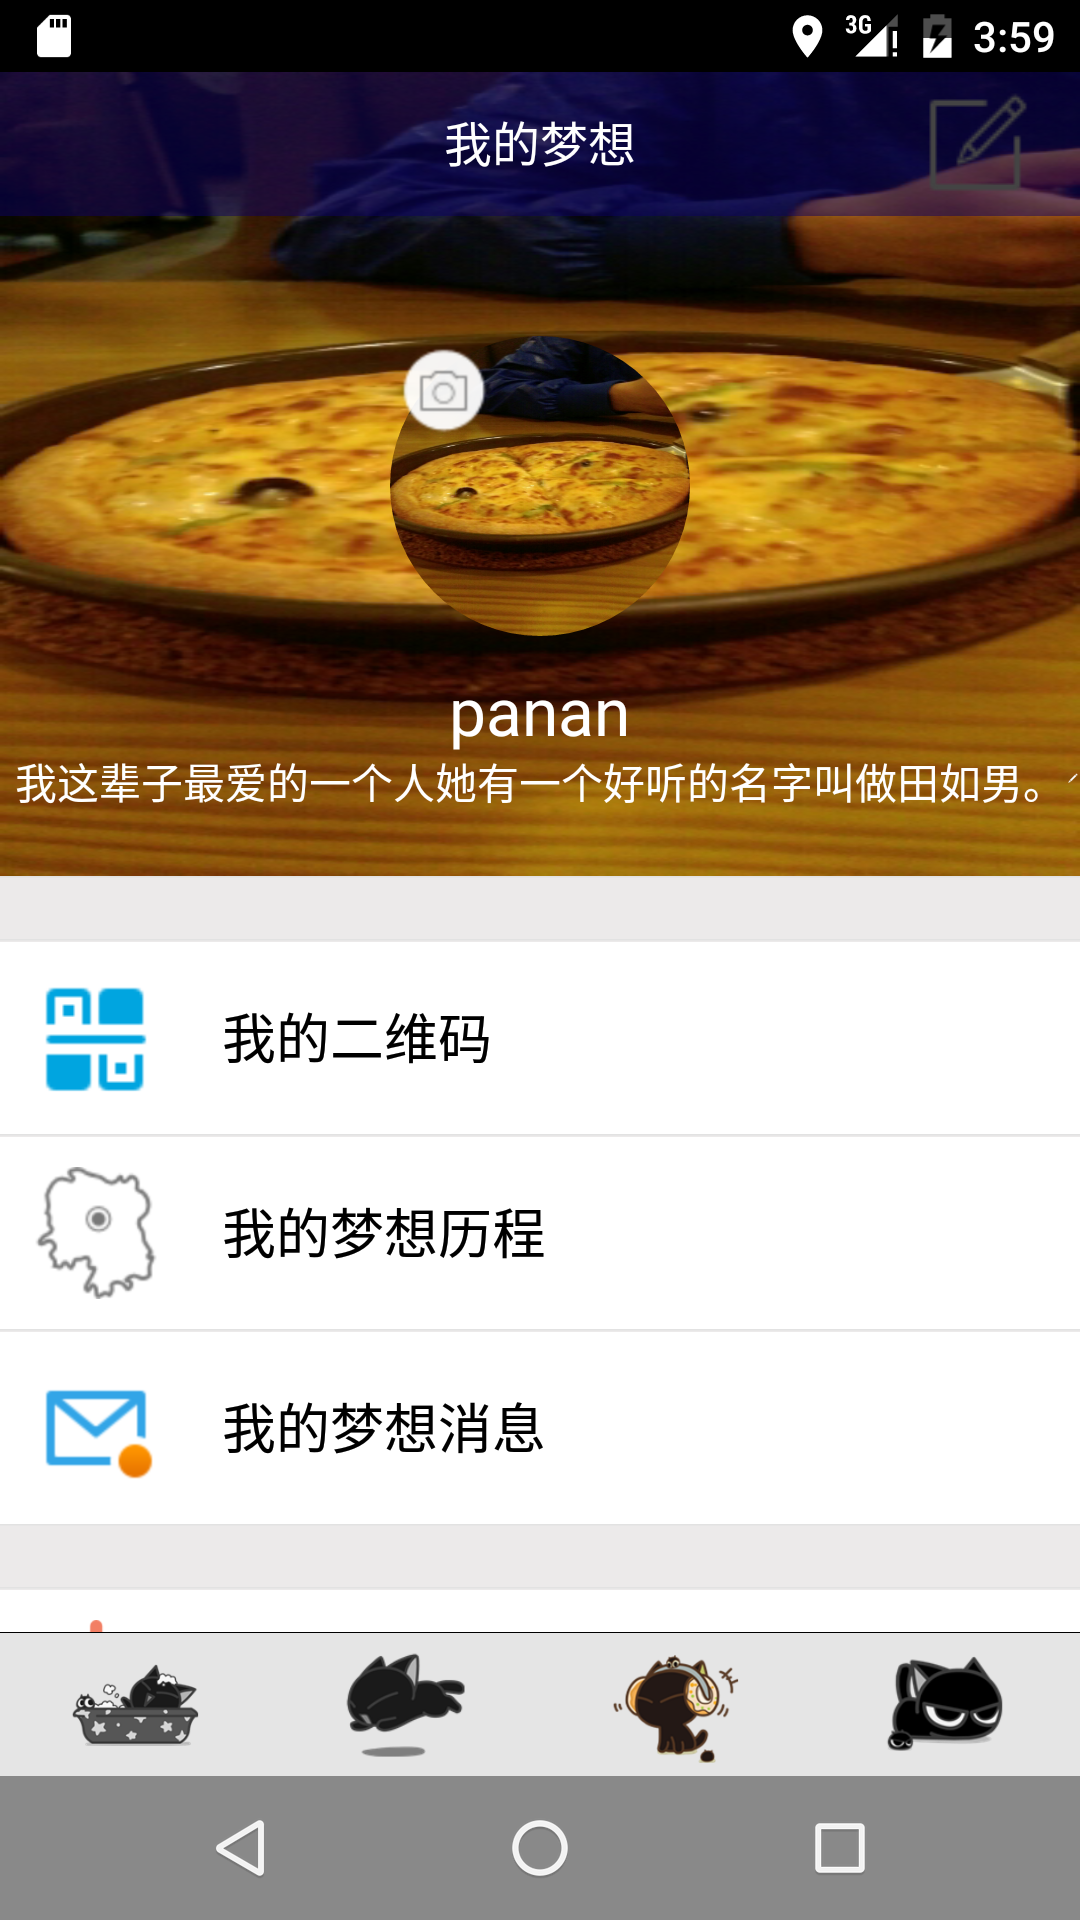 3G 3:59
我的梦想
panan
我这辈子最爱的一个人她有一个好听的名字叫做田如男。
我的二维码
我的梦想历程
我的梦想消息